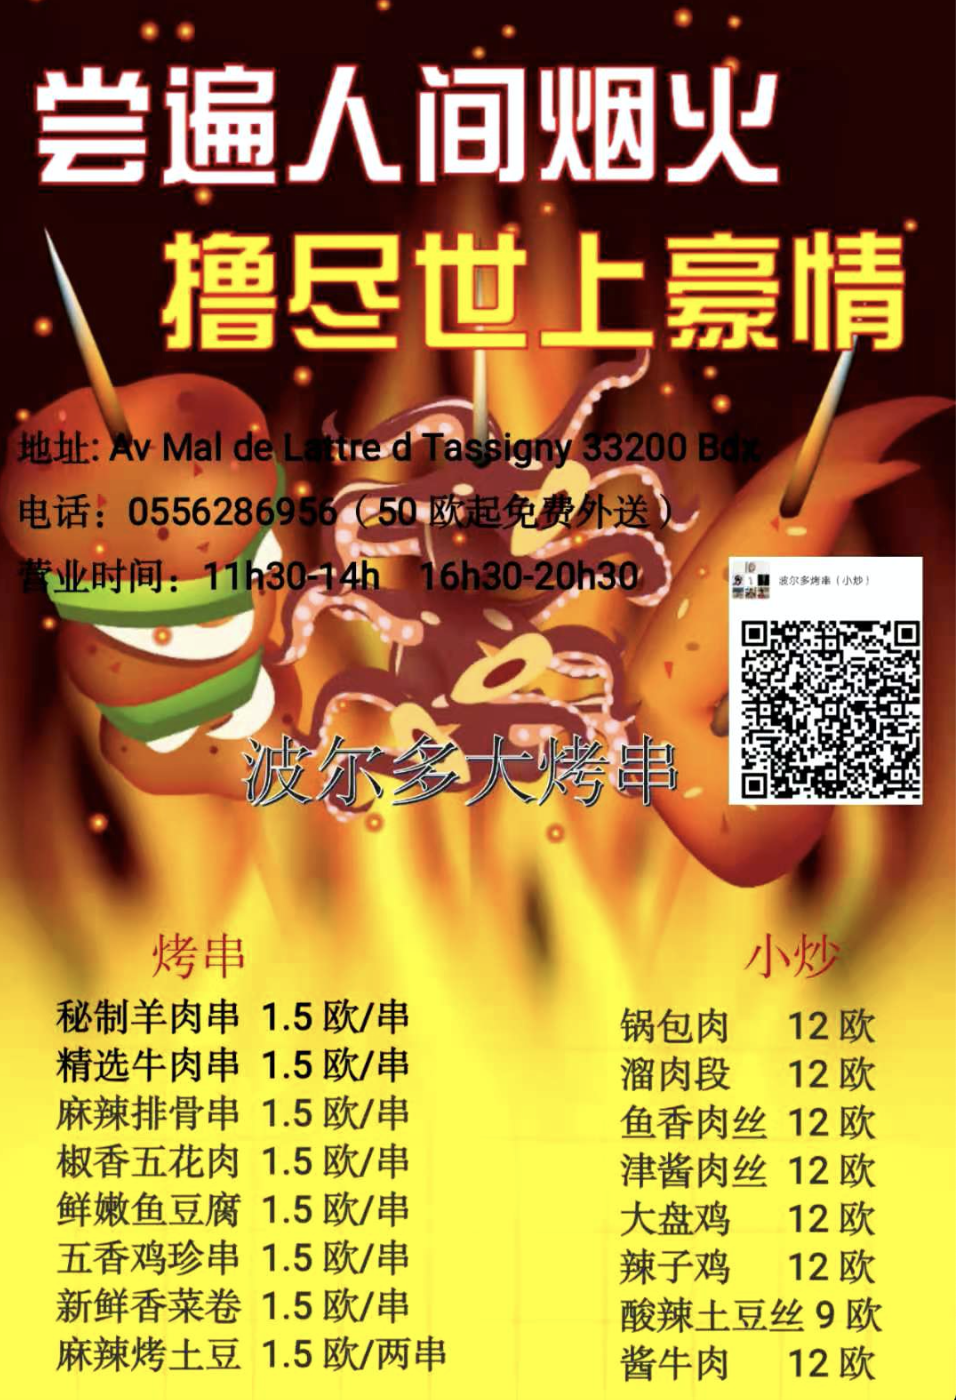 尝遍人间烟火
撸尽世上豪情
地址: Av Mal de Lattre d Tassigny 33200 Bdx
电话：0556286956（50 欧起免费外送）
营业时间：11h30-14h 16h30-20h30
波尔多烤串（小炒）
波尔多大烤串
烤串
秘制羊肉串 1.5 欧/串
精选牛肉串 1.5 欧/串
麻辣排骨串 1.5 欧/串
椒香五花肉 1.5 欧/串
鲜嫩鱼豆腐 1.5 欧/串
五香鸡珍串 1.5 欧/串
新鲜香菜卷 1.5 欧/串
麻辣烤土豆 1.5 欧/两串
小炒
锅包肉 12 欧
溜肉段 12 欧
鱼香肉丝 12 欧
津酱肉丝 12 欧
大盘鸡 12 欧
辣子鸡 12 欧
酸辣土豆丝 9 欧
酱牛肉 12 欧